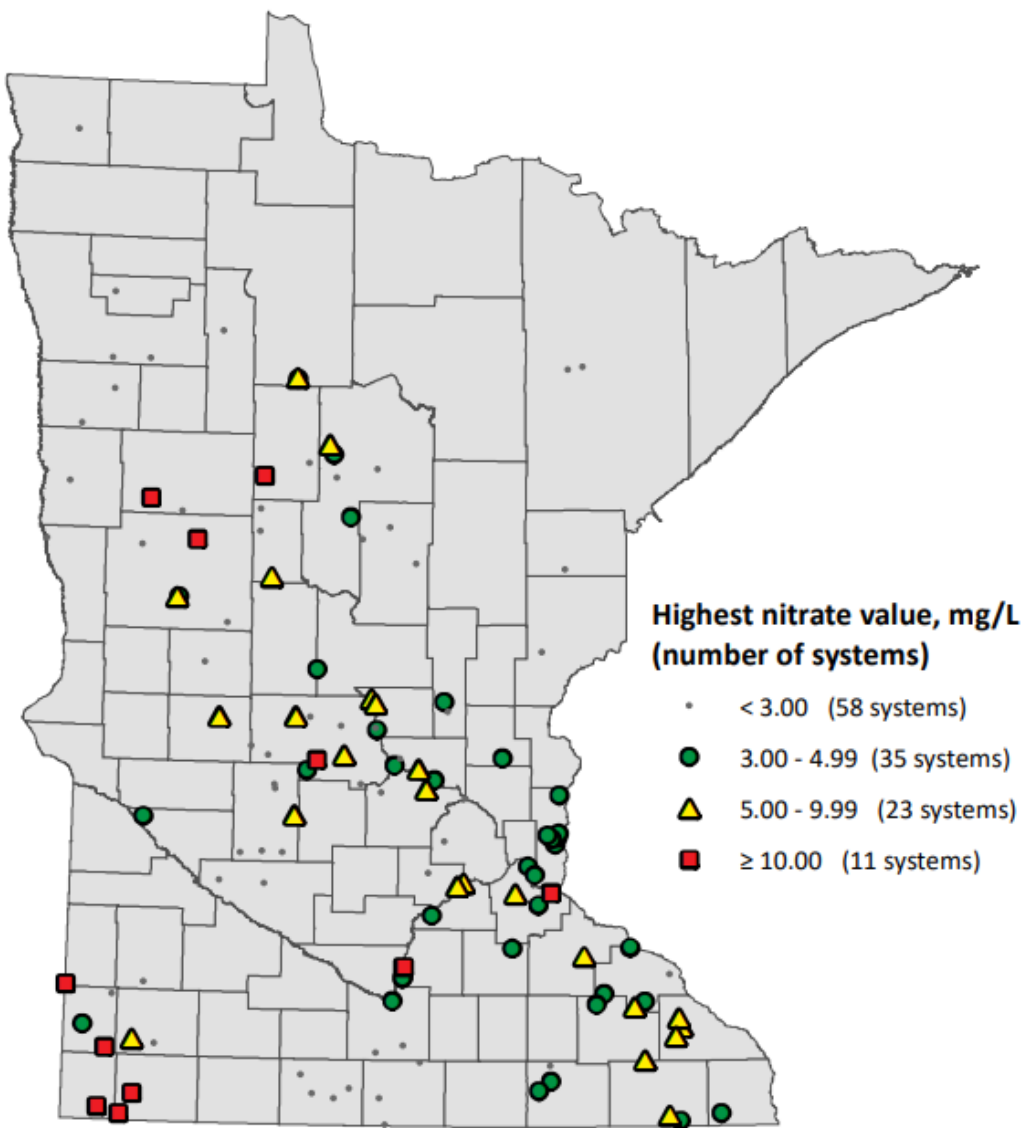 Highest nitrate value, mg/L
(number of systems)
< 3.00 (58 systems)
3.00 - 4.99 (35 systems)
5.00 - 9.99 (23 systems)
≥ 10.00 (11 systems)